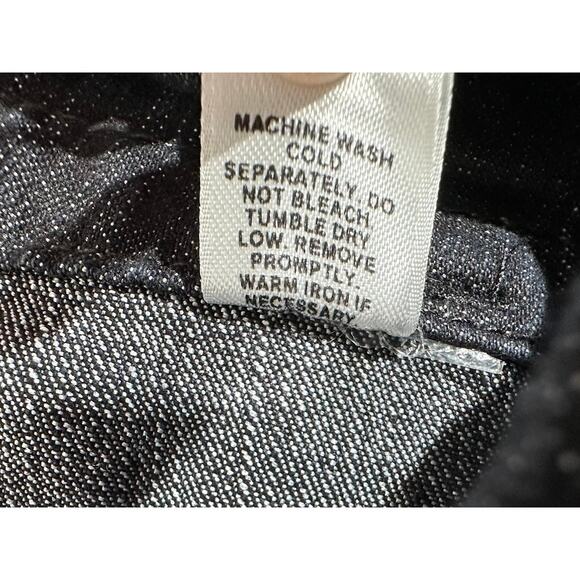 MACHINE WASH
COLD
SEPARATELY. DO
NOT BLEACH.
TUMBLE DRY
LOW. REMOVE
PROMPTLY.
WARM IRON IF
NECESSARY.